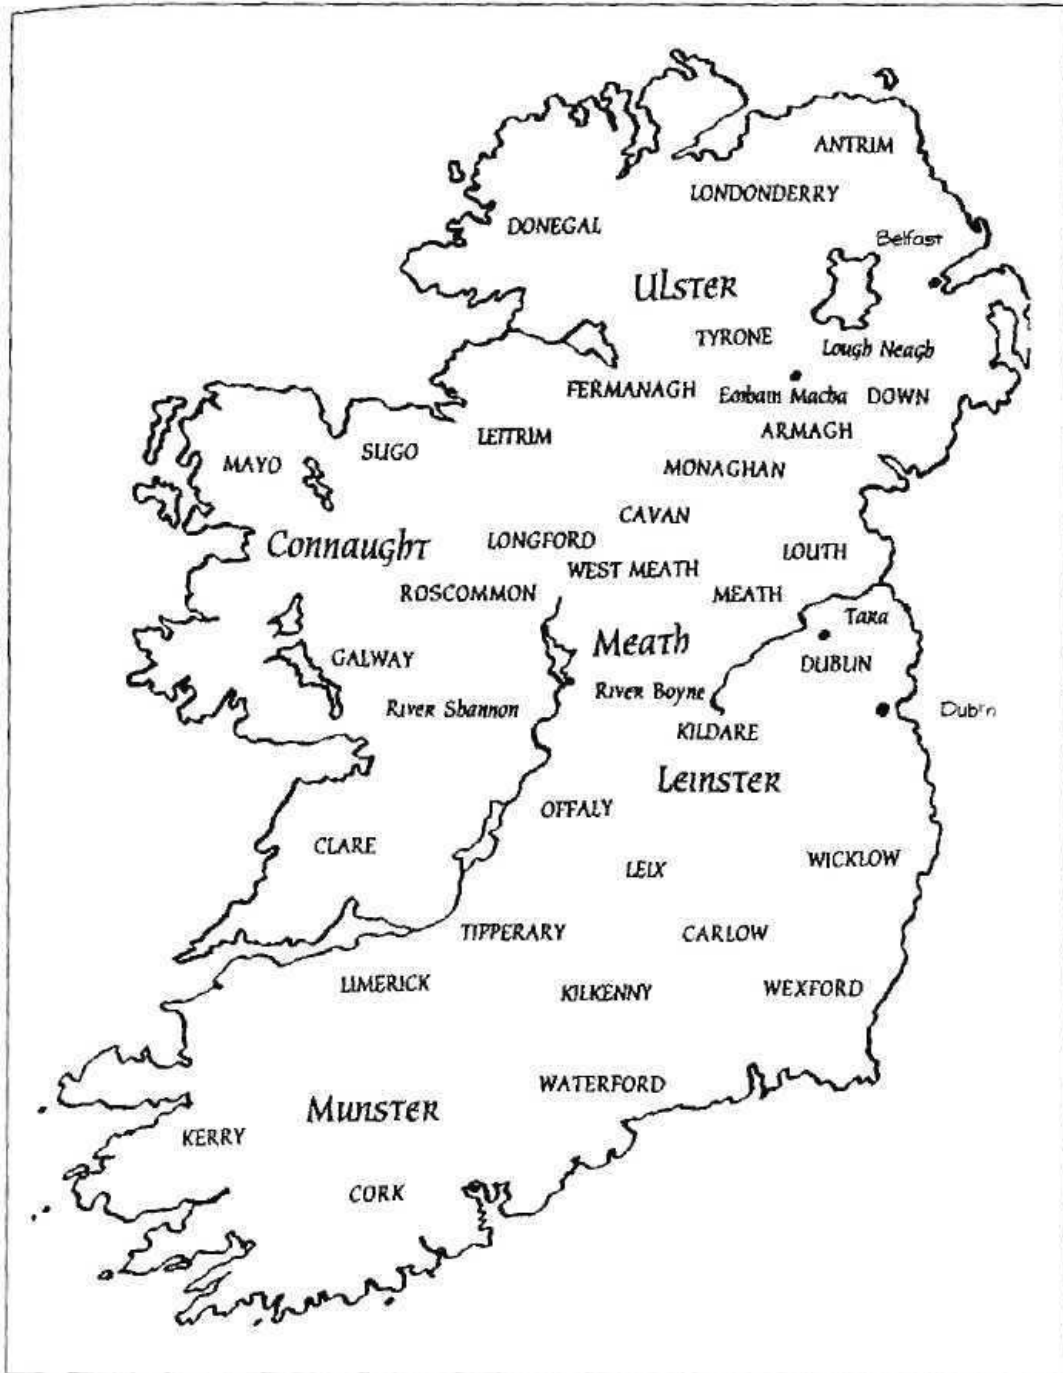 ANTRIM
LONDONDERRY
DONEGAL
Belfast
ULSTER
TYRONE
Lough Neagh
FERMANAGH
Emhain Macha
DOWN
ARMAGH
LEITRIM
SLIGO
MAYO
MONAGHAN
CAVAN
Connaught
LONGFORD
LOUTH
WEST MEATH
ROSCOMMON
MEATH
Tara
Meath
GALWAY
DUBLIN
River Boyne
River Shannon
KILDARE
Leinster
OFFALY
CLARE
LEIX
WICKLOW
TIPPERARY
CARLOW
LIMERICK
KILKENNY
WEXFORD
WATERFORD
Munster
KERRY
CORK